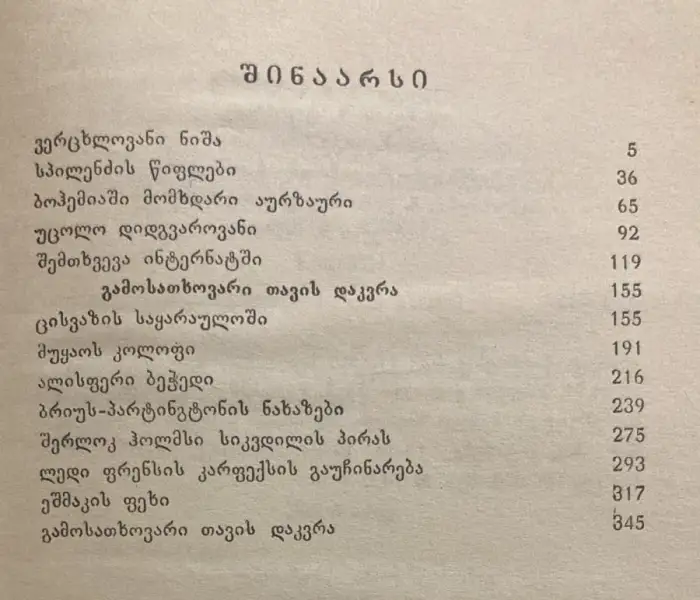 შინაარსი
ვერცხლოვანი ნიშა 5
სპილენძის წიფლები 36
ბოჰემიაში მომხდარი აურზაური 65
უცოლო დიდგვაროვანი 92
შემთხვევა ინტერნატში 119
გამოსათხოვარი თავის დაკვრა 155
ცისვაზის საყარაულოში 155
მუყაოს კოლოფი 191
ალისფერი ბეჭედი 216
ბრიუს-პარტინგტონის ნახაზები 239
შერლოკ ჰოლმსი სიკვდილის პირას 275
ლედი ფრენსის კარფექსის გაუჩინარება 293
ეშმაკის ფეხი 317
გამოსათხოვარი თავის დაკვრა 345